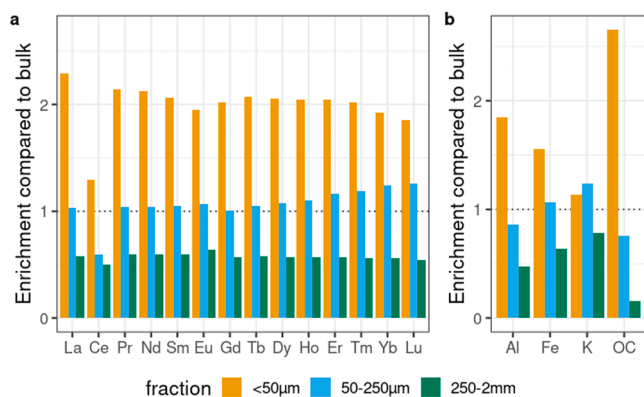 a
b
Enrichment compared to bulk
2
1
0
La Ce Pr Nd Sm Eu Gd Tb Dy Ho Er Tm Yb Lu
Enrichment compared to bulk
2
1
0
Al Fe K OC
fraction <50μm 50-250μm 250-2mm